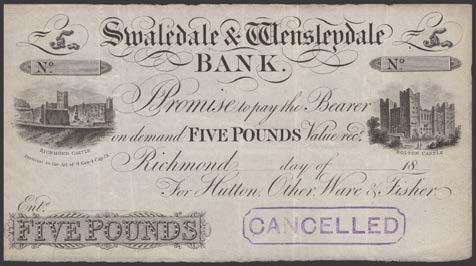 £5. £5.
Swaledale & Wensleydale
BANK.
No. No.
Promise to pay the Bearer
on demand FIVE POUNDS Value recd.
RICHMOND CASTLE
BOLTON CASTLE
Richmond, day of 18
For Hutton, Other, Ware & Fisher.
Entd.
FIVE POUNDS
CANCELLED